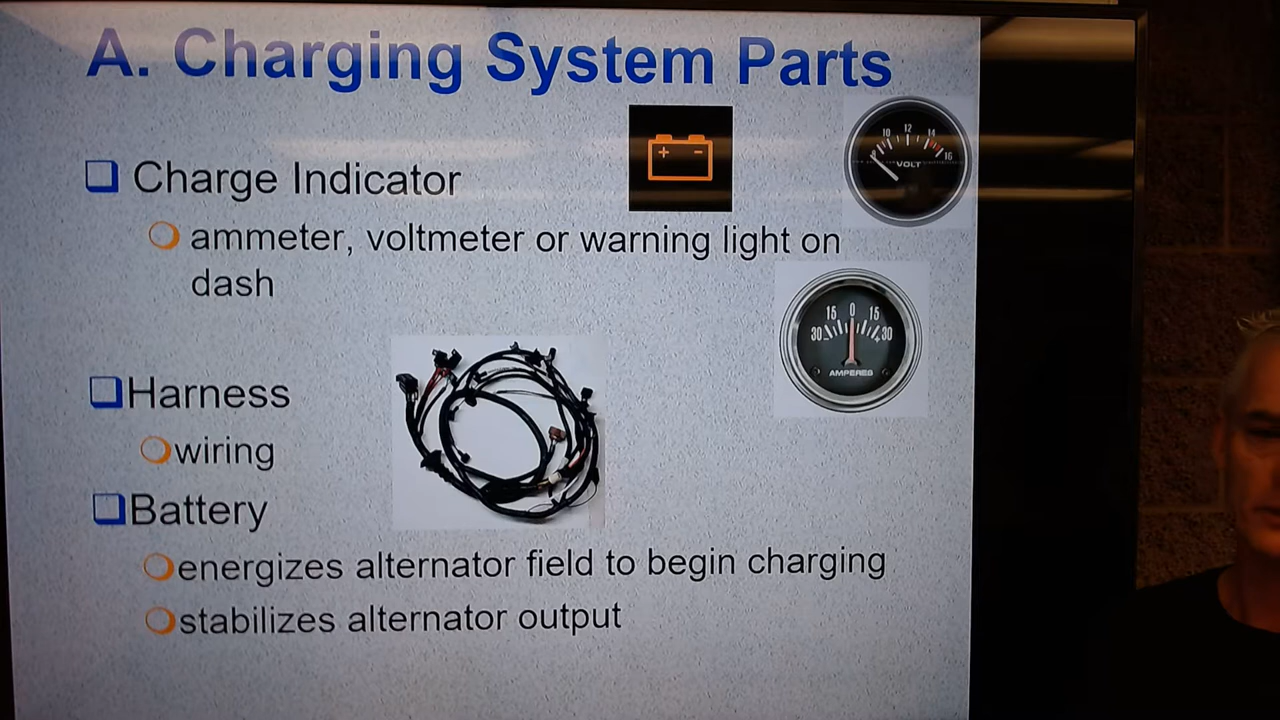 A. Charging System Parts
+ -
8 10 12 14 16
VOLT
Charge Indicator
ammeter, voltmeter or warning light on
dash
30 15 0 15 30
- +
AMPERES
Harness
wiring
Battery
energizes alternator field to begin charging
stabilizes alternator output